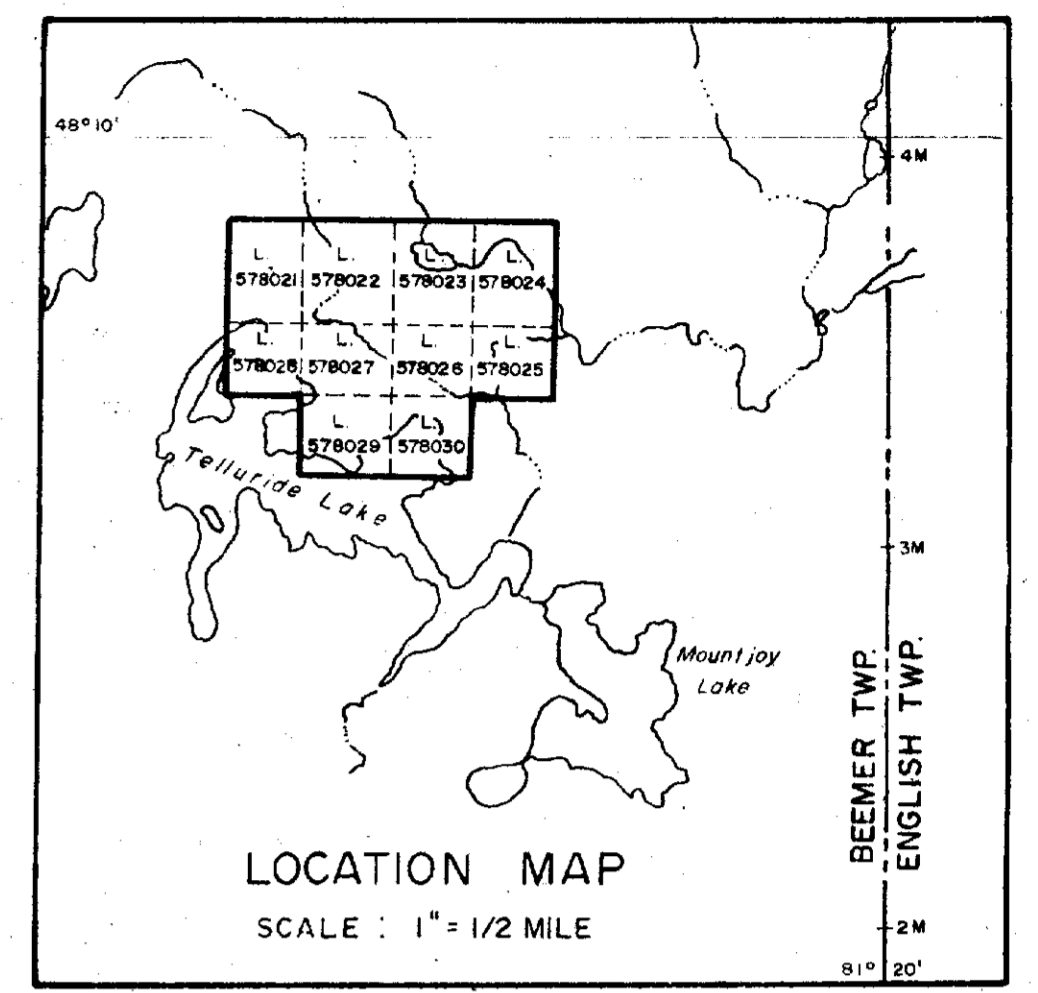 48° 10'
4M
L. L. L. L.
578021 578022 578023 578024
L. L. L. L.
578028 578027 578026 578025
L. L.
578029 578030
Telluride Lake
3M
Mountjoy
Lake
BEEMER TWP.
ENGLISH TWP.
LOCATION MAP
SCALE : 1" = 1/2 MILE
2M
81° 20'